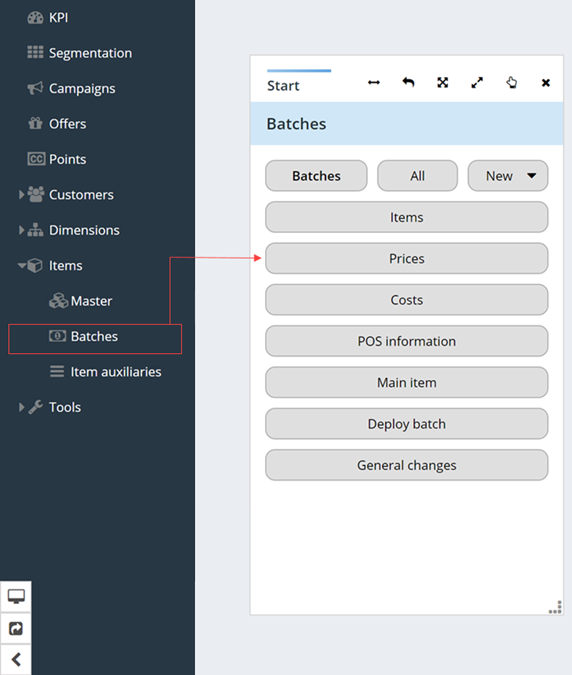 KPI
Segmentation
Campaigns
Offers
CC Points
Customers
Dimensions
Items
Master
Batches
Item auxiliaries
Tools
Start
Batches
Batches All New
Items
Prices
Costs
POS information
Main item
Deploy batch
General changes